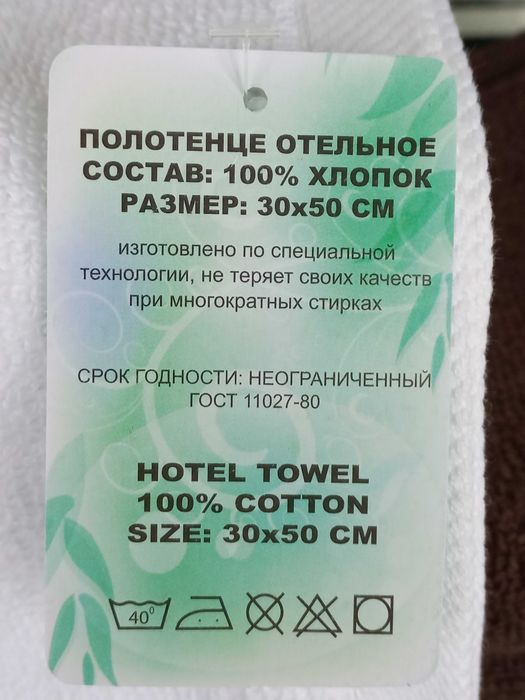 ПОЛОТЕНЦЕ ОТЕЛЬНОЕ
СОСТАВ: 100% ХЛОПОК
РАЗМЕР: 30x50 СМ
изготовлено по специальной
технологии, не теряет своих качеств
при многократных стирках
СРОК ГОДНОСТИ: НЕОГРАНИЧЕННЫЙ
ГОСТ 11027-80
HOTEL TOWEL
100% COTTON
SIZE: 30x50 CM
40⁰